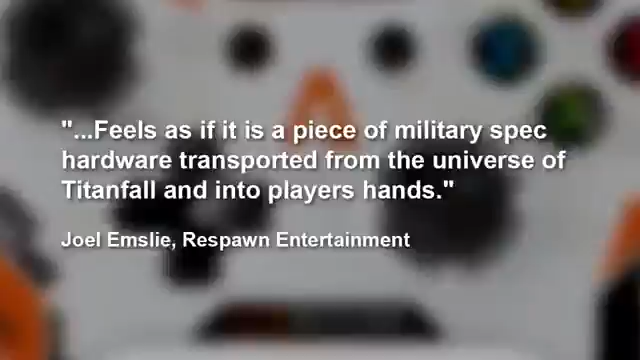 "...Feels as if it is a piece of military spec
hardware transported from the universe of
Titanfall and into players hands."
Joel Emslie, Respawn Entertainment